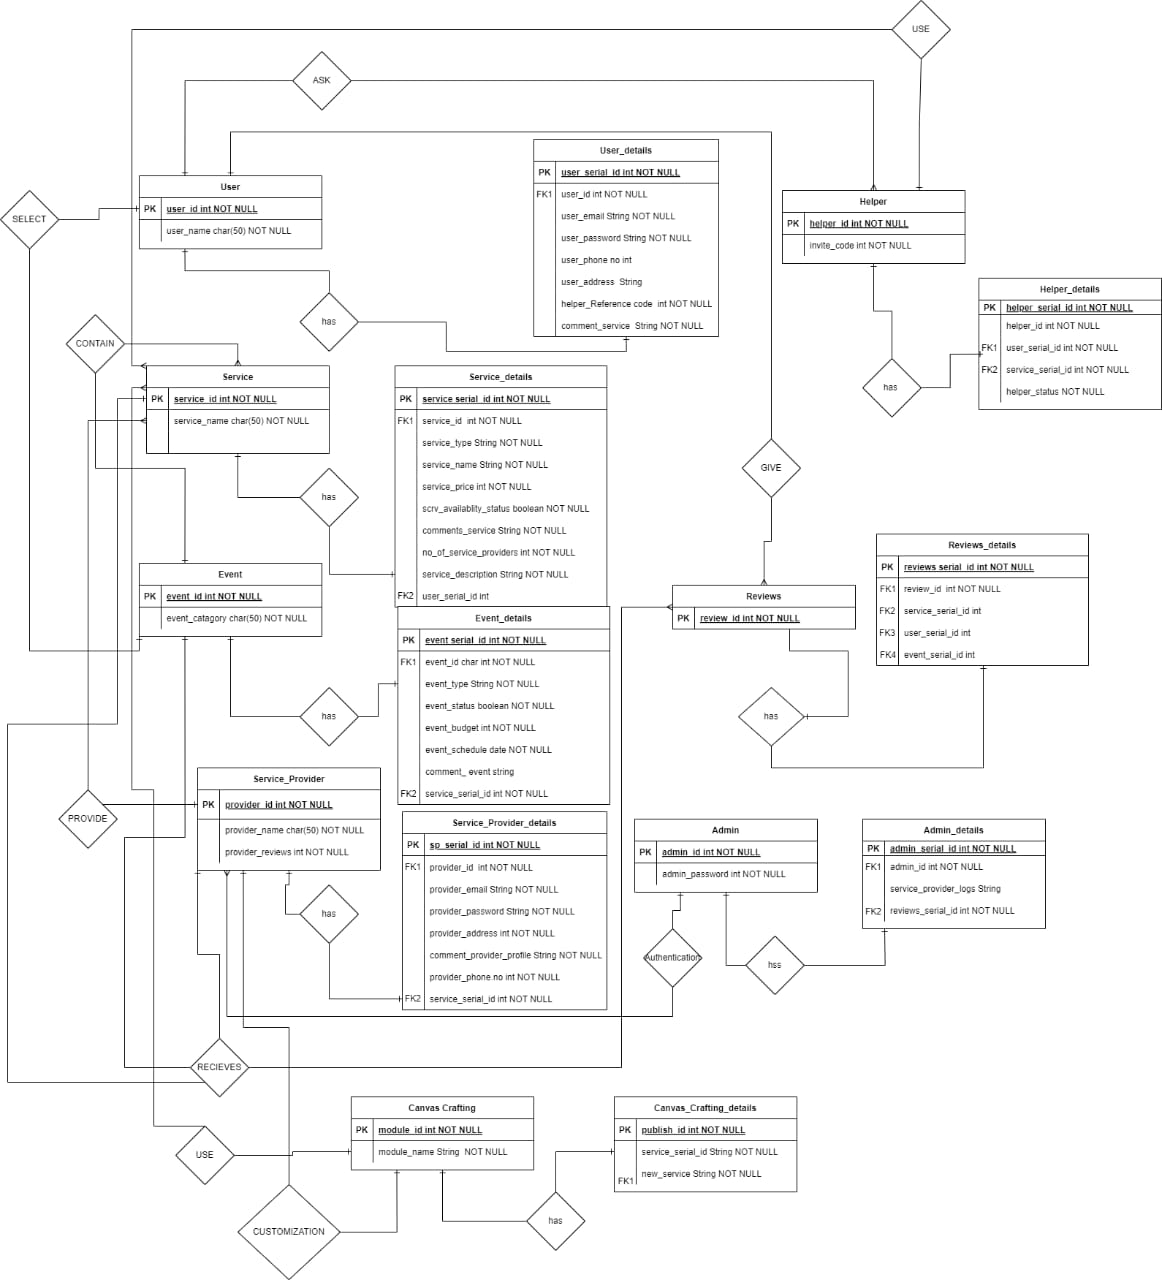 USE
ASK
User_details
PK user_serial_id int NOT NULL
FK1 user_id int NOT NULL
user_email String NOT NULL
user_password String NOT NULL
user_phone no int
user_address String
helper_Reference code int NOT NULL
comment_service String NOT NULL
User
PK user_id int NOT NULL
user_name char(50) NOT NULL
SELECT
Helper
PK helper_id int NOT NULL
invite_code int NOT NULL
has
Helper_details
PK helper_serial_id int NOT NULL
helper_id int NOT NULL
FK1 user_serial_id int NOT NULL
FK2 service_serial_id int NOT NULL
helper_status NOT NULL
has
CONTAIN
Service
PK service_id int NOT NULL
service_name char(50) NOT NULL
Service_details
PK service serial_id int NOT NULL
FK1 service_id int NOT NULL
service_type String NOT NULL
service_name String NOT NULL
service_price int NOT NULL
scrv_availablity_status boolean NOT NULL
comments_service String NOT NULL
no_of_service_providers int NOT NULL
service_description String NOT NULL
FK2 user_serial_id int
has
GIVE
Reviews_details
PK reviews serial_id int NOT NULL
FK1 review_id int NOT NULL
FK2 service_serial_id int
FK3 user_serial_id int
FK4 event_serial_id int
Event
PK event_id int NOT NULL
event_catagory char(50) NOT NULL
Reviews
PK review_id int NOT NULL
Event_details
PK event serial_id int NOT NULL
FK1 event_id char int NOT NULL
event_type String NOT NULL
event_status boolean NOT NULL
event_budget int NOT NULL
event_schedule date NOT NULL
comment_ event string
FK2 service_serial_id int NOT NULL
has
has
Service_Provider
PK provider_id int NOT NULL
provider_name char(50) NOT NULL
provider_reviews int NOT NULL
PROVIDE
Service_Provider_details
PK sp_serial_id int NOT NULL
FK1 provider_id int NOT NULL
provider_email String NOT NULL
provider_password String NOT NULL
provider_address int NOT NULL
comment_provider_profile String NOT NULL
provider_phone.no int NOT NULL
FK2 service_serial_id int NOT NULL
Admin
PK admin_id int NOT NULL
admin_password int NOT NULL
Admin_details
PK admin_serial_id int NOT NULL
FK1 admin_id int NOT NULL
service_provider_logs String
FK2 reviews_serial_id int NOT NULL
has
Authentication
hss
RECIEVES
Canvas Crafting
PK module_id int NOT NULL
module_name String NOT NULL
Canvas_Crafting_details
PK publish_id int NOT NULL
service_serial_id String NOT NULL
new_service String NOT NULL
FK1
USE
CUSTOMIZATION
has